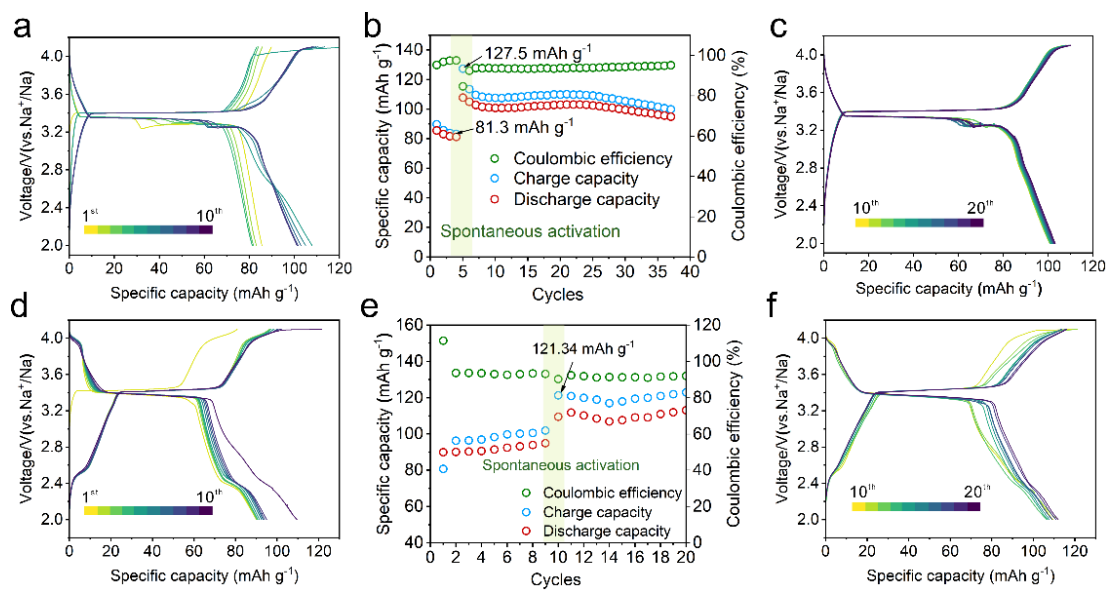 a
Voltage/V(vs.Na⁺/Na)
4.0
3.6
3.2
2.8
2.4
2.0
1st
10th
0 20 40 60 80 100 120
Specific capacity (mAh g⁻¹)
b
Specific capacity (mAh g⁻¹)
140
120
100
80
60
40
20
0
127.5 mAh g⁻¹
81.3 mAh g⁻¹
Coulombic efficiency
Charge capacity
Discharge capacity
Spontaneous activation
100
80
60
40
20
0
Coulombic efficiency (%)
0 5 10 15 20 25 30 35
Cycles
c
Voltage/V(vs.Na⁺/Na)
4.0
3.6
3.2
2.8
2.4
2.0
10th
20th
0 20 40 60 80 100 120
Specific capacity (mAh g⁻¹)
d
Voltage/V(vs.Na⁺/Na)
4.0
3.6
3.2
2.8
2.4
2.0
1st
10th
0 20 40 60 80 100 120
Specific capacity (mAh g⁻¹)
e
Specific capacity (mAh g⁻¹)
160
140
120
100
80
60
40
121.34 mAh g⁻¹
Spontaneous activation
Coulombic efficiency
Charge capacity
Discharge capacity
120
100
80
60
40
20
0
Coulombic efficiency (%)
0 2 4 6 8 10 12 14 16 18 20
Cycles
f
Voltage/V(vs.Na⁺/Na)
4.0
3.6
3.2
2.8
2.4
2.0
10th
20th
0 20 40 60 80 100 120
Specific capacity (mAh g⁻¹)